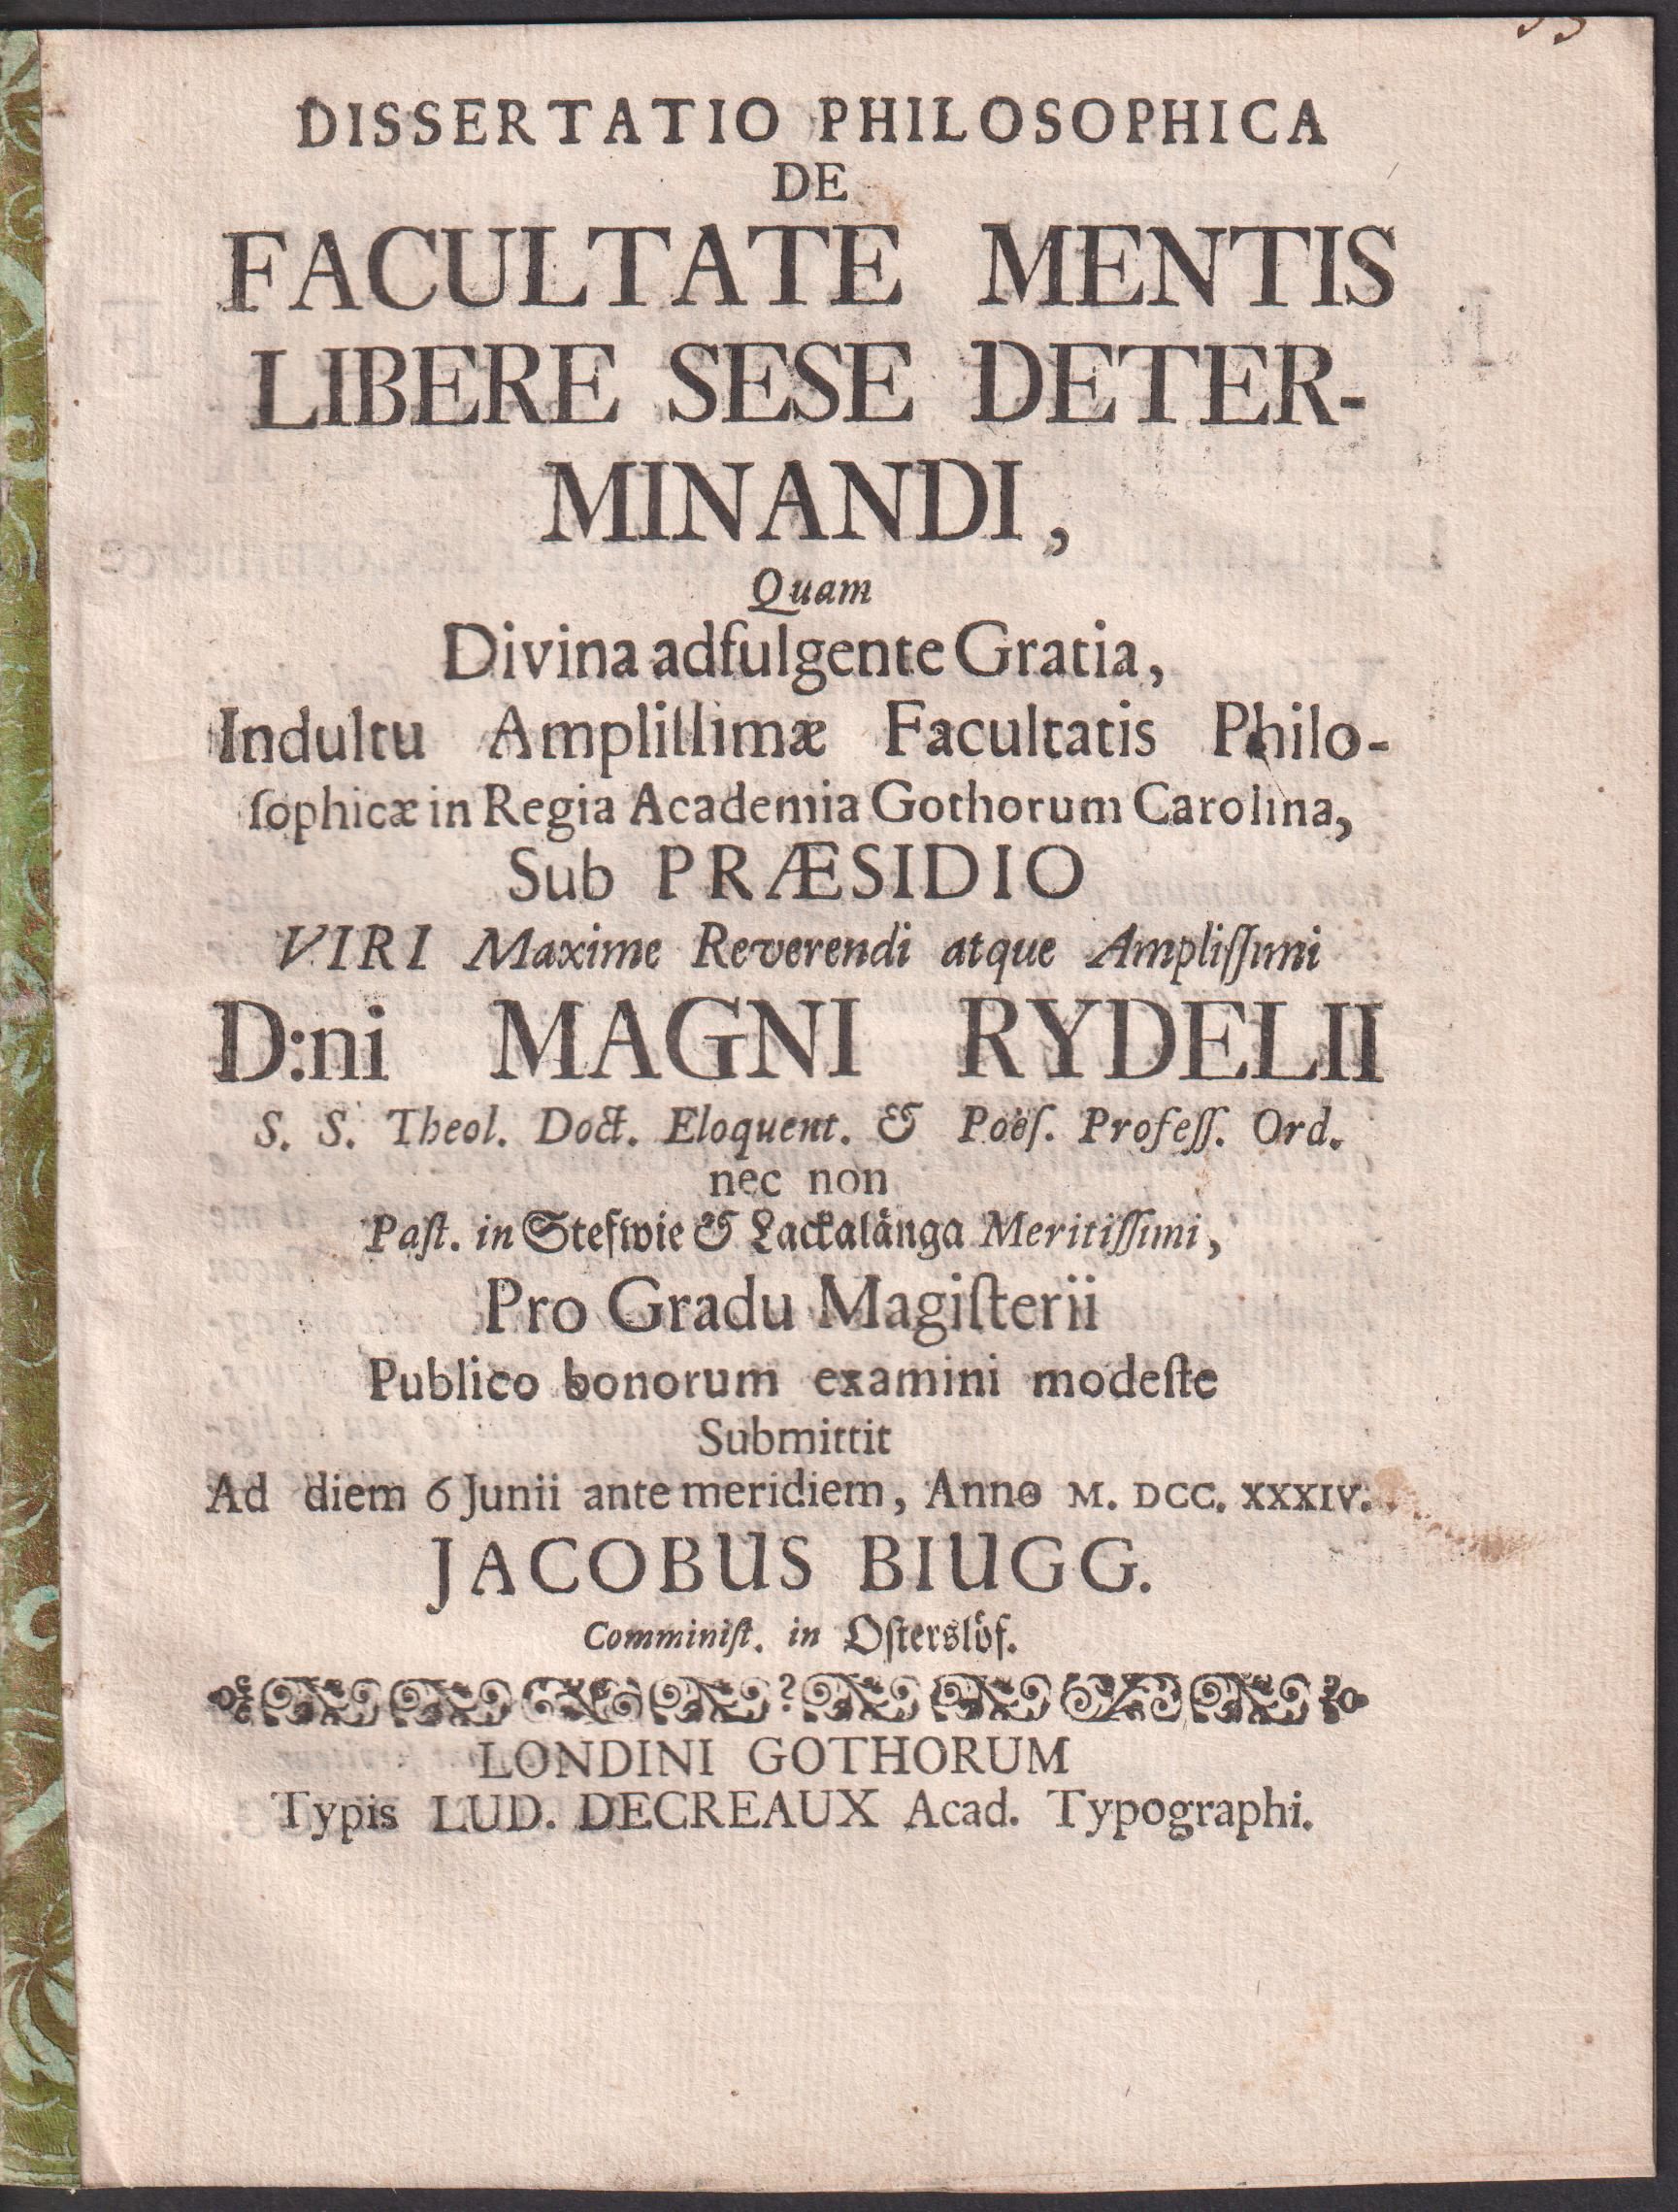 DISSERTATIO PHILOSOPHICA
DE
FACULTATE MENTIS
LIBERE SESE DETER-
MINANDI,
Quam
Divina adfulgente Gratia,
Indultu Ampliſſimæ Facultatis Philo-
ſophicæ in Regia Academia Gothorum Carolina,
Sub PRÆSIDIO
VIRI Maxime Reverendi atque Ampliſſimi
D:ni MAGNI RYDELII
S. S. Theol. Doct. Eloquent. & Poëſ. Profeſſ. Ord.
nec non
Paſt. in Stefwie & Lackalänga Meritiſſimi,
Pro Gradu Magiſterii
Publico bonorum examini modeſte
Submittit
Ad diem 6 Junii ante meridiem, Anno M. DCC. XXXIV.
JACOBUS BIUGG.
Comminiſt. in Oſterslöf.
LONDINI GOTHORUM
Typis LUD. DECREAUX Acad. Typographi.